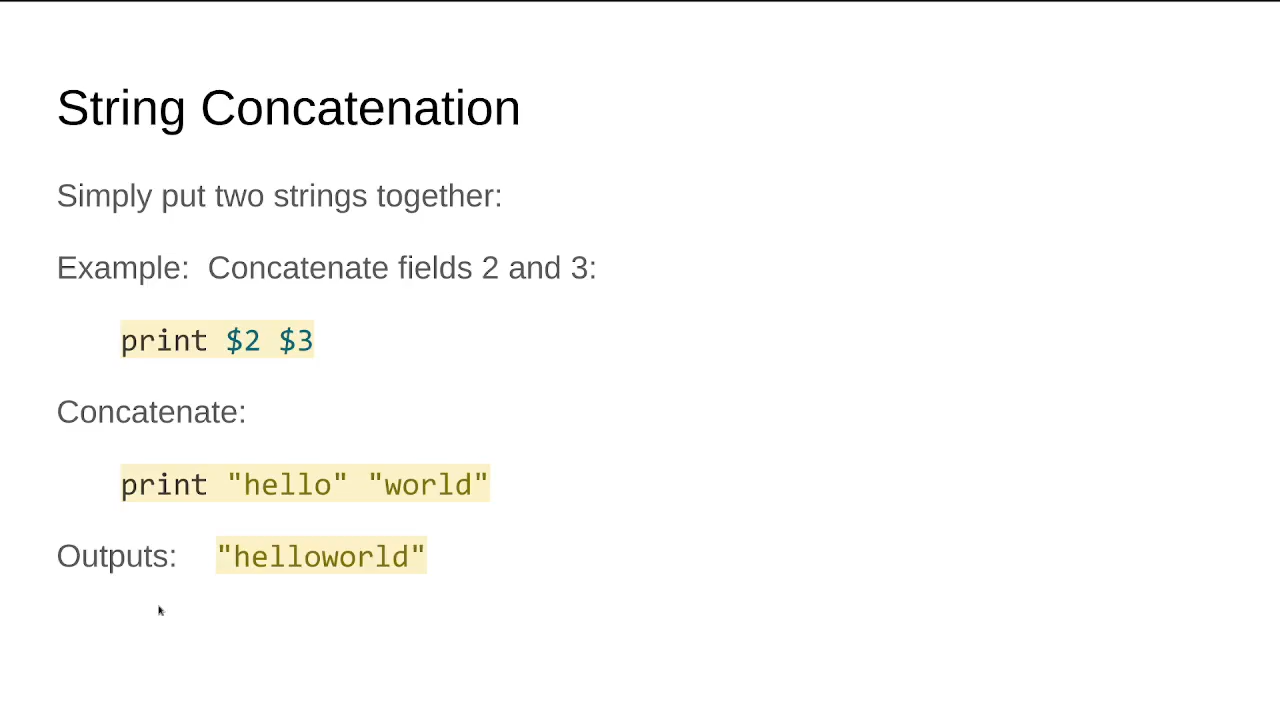 String Concatenation
Simply put two strings together:
Example:  Concatenate fields 2 and 3:
print $2 $3
Concatenate:
print "hello" "world"
Outputs: "helloworld"